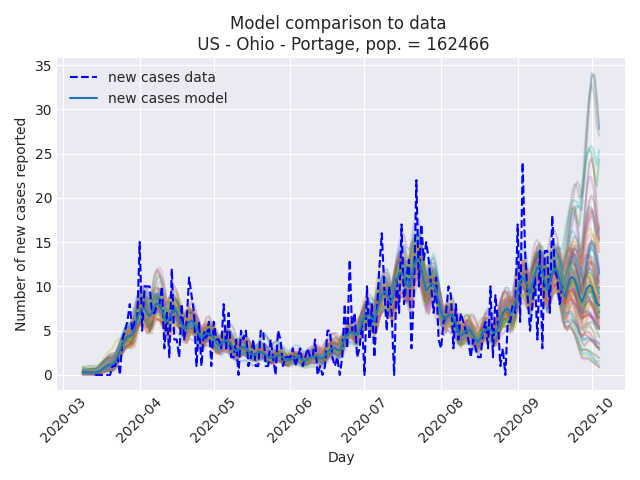 Model comparison to data
US - Ohio - Portage, pop. = 162466
new cases data
new cases model
Number of new cases reported
35
30
25
20
15
10
5
0
2020-03
2020-04
2020-05
2020-06
2020-07
2020-08
2020-09
2020-10
Day